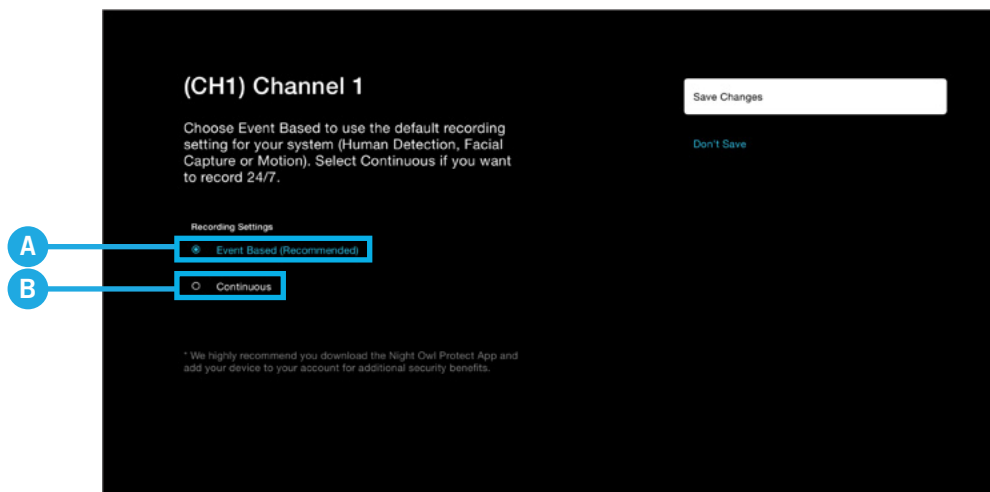 (CH1) Channel 1
Choose Event Based to use the default recording
setting for your system (Human Detection, Facial
Capture or Motion). Select Continuous if you want
to record 24/7.
Recording Settings
A
Event Based (Recommended)
B
Continuous
* We highly recommend you download the Night Owl Protect App and
add your device to your account for additional security benefits.
Save Changes
Don't Save